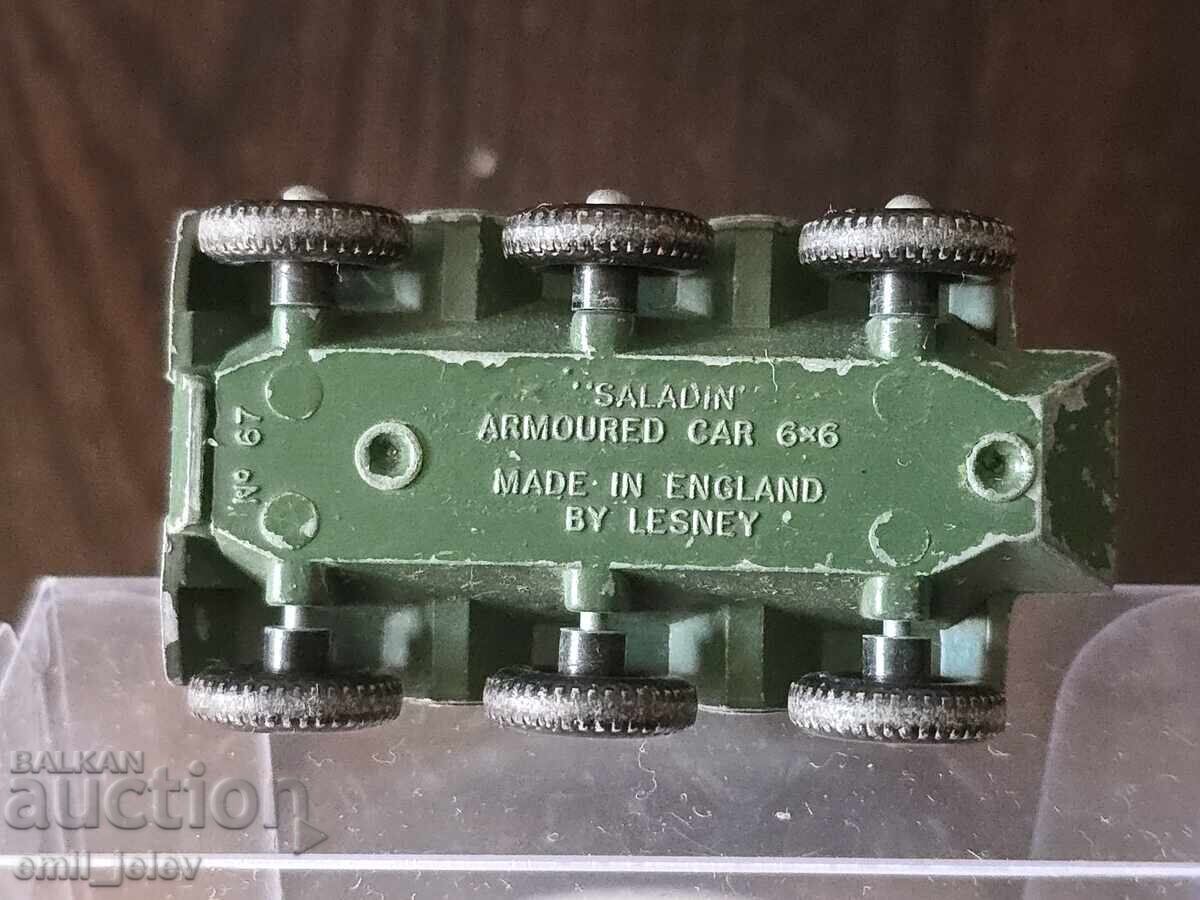 "SALADIN"
ARMOURED CAR 6×6
MADE IN ENGLAND
BY LESNEY
Nº 67
BALKAN
auction
emil_jelev